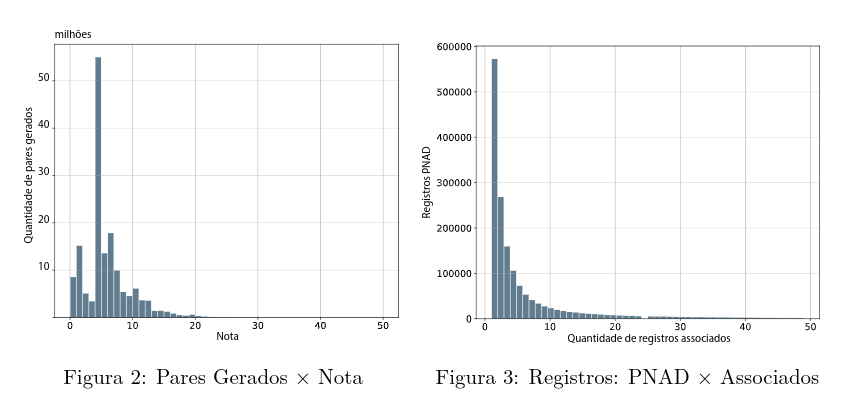 milhões
Quantidade de pares gerados
50
40
30
20
10
0 10 20 30 40 50
Nota
Figura 2: Pares Gerados × Nota
Registros PNAD
600000
500000
400000
300000
200000
100000
0
0 10 20 30 40 50
Quantidade de registros associados
Figura 3: Registros: PNAD × Associados